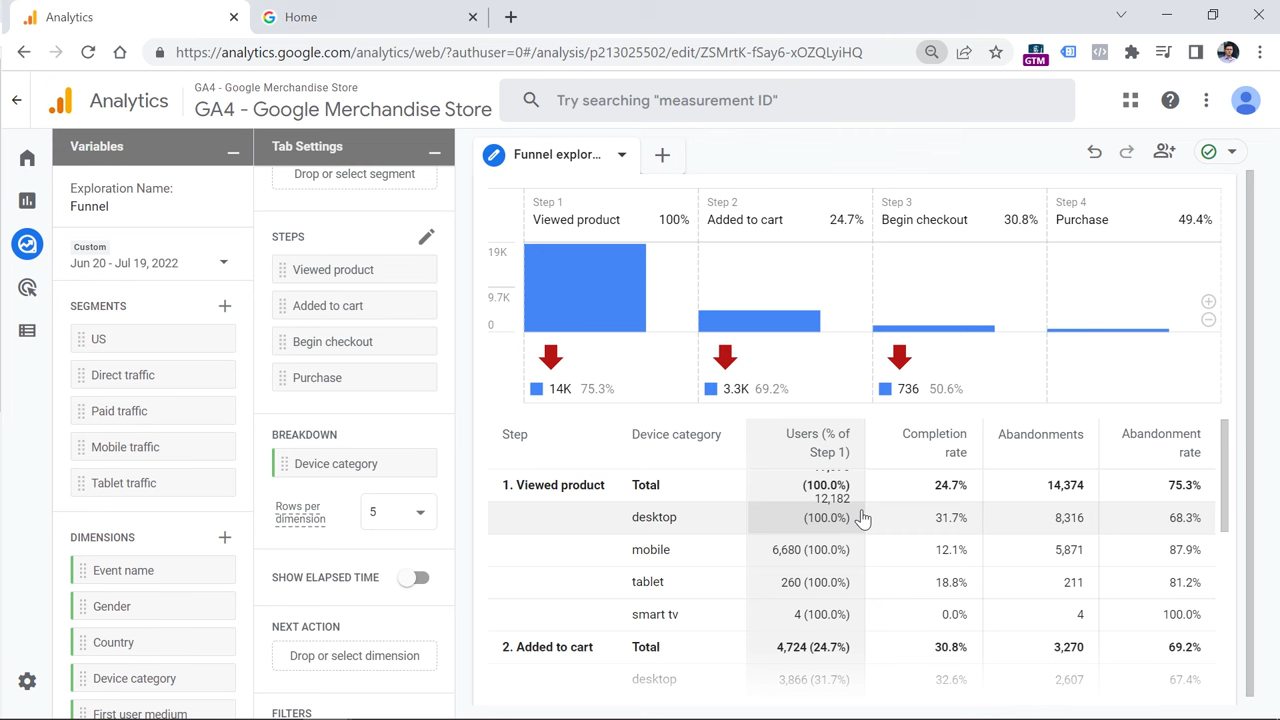 Analytics
Home
https://analytics.google.com/analytics/web/?authuser=0#/analysis/p213025502/edit/ZSMrtK-fSay6-xOZQLyiHQ
GTM
Analytics
GA4 - Google Merchandise Store
GA4 - Google Merchandise Store
Try searching "measurement ID"
Variables
Exploration Name:
Funnel
Custom
Jun 20 - Jul 19, 2022
SEGMENTS
US
Direct traffic
Paid traffic
Mobile traffic
Tablet traffic
DIMENSIONS
Event name
Gender
Country
Device category
First user medium
Tab Settings
Drop or select segment
STEPS
Viewed product
Added to cart
Begin checkout
Purchase
BREAKDOWN
Device category
Rows per
dimension
5
SHOW ELAPSED TIME
NEXT ACTION
Drop or select dimension
FILTERS
Funnel explor...
Step 1
Viewed product 100%
Step 2
Added to cart 24.7%
Step 3
Begin checkout 30.8%
Step 4
Purchase 49.4%
19K
9.7K
0
14K 75.3%
3.3K 69.2%
736 50.6%
Step Device category Users (% of Step 1) Completion rate Abandonments Abandonment rate
1. Viewed product Total (100.0%) 24.7% 14,374 75.3%
desktop 12,182 (100.0%) 31.7% 8,316 68.3%
mobile 6,680 (100.0%) 12.1% 5,871 87.9%
tablet 260 (100.0%) 18.8% 211 81.2%
smart tv 4 (100.0%) 0.0% 4 100.0%
2. Added to cart Total 4,724 (24.7%) 30.8% 3,270 69.2%
desktop 3,866 (31.7%) 32.6% 2,607 67.4%